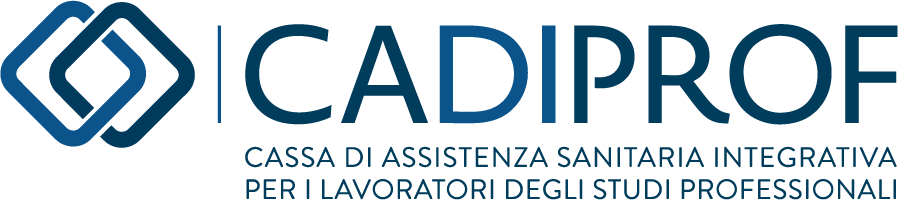 CADIPROF
CASSA DI ASSISTENZA SANITARIA INTEGRATIVA
PER I LAVORATORI DEGLI STUDI PROFESSIONALI